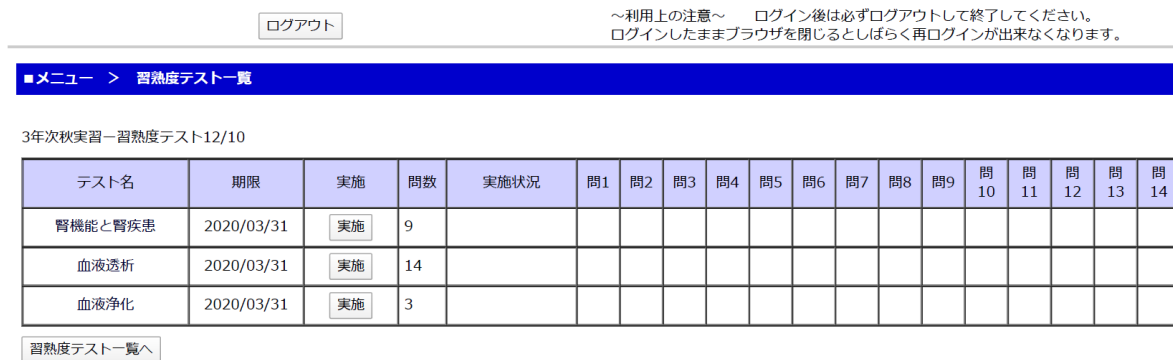 ログアウト
～利用上の注意～　　ログイン後は必ずログアウトして終了してください。
ログインしたままブラウザを閉じるとしばらく再ログインが出来なくなります。
■メニュー　＞　習熟度テスト一覧
3年次秋実習－習熟度テスト12/10
テスト名 期限 実施 問数 実施状況 問1 問2 問3 問4 問5 問6 問7 問8 問9 問10 問11 問12 問13 問14
腎機能と腎疾患 2020/03/31 実施 9
血液透析 2020/03/31 実施 14
血液浄化 2020/03/31 実施 3
習熟度テスト一覧へ